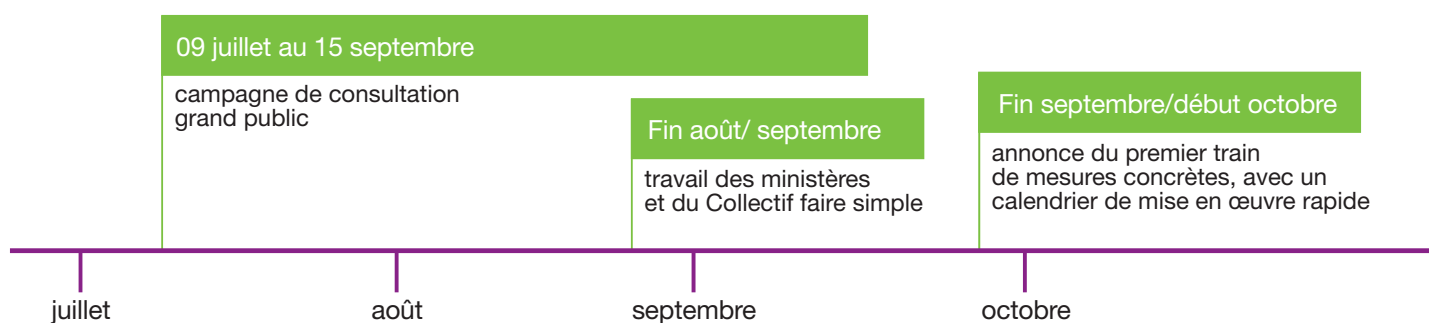 09 juillet au 15 septembre
campagne de consultation
grand public
Fin août/ septembre
travail des ministères
et du Collectif faire simple
Fin septembre/début octobre
annonce du premier train
de mesures concrètes, avec un
calendrier de mise en œuvre rapide
juillet
août
septembre
octobre